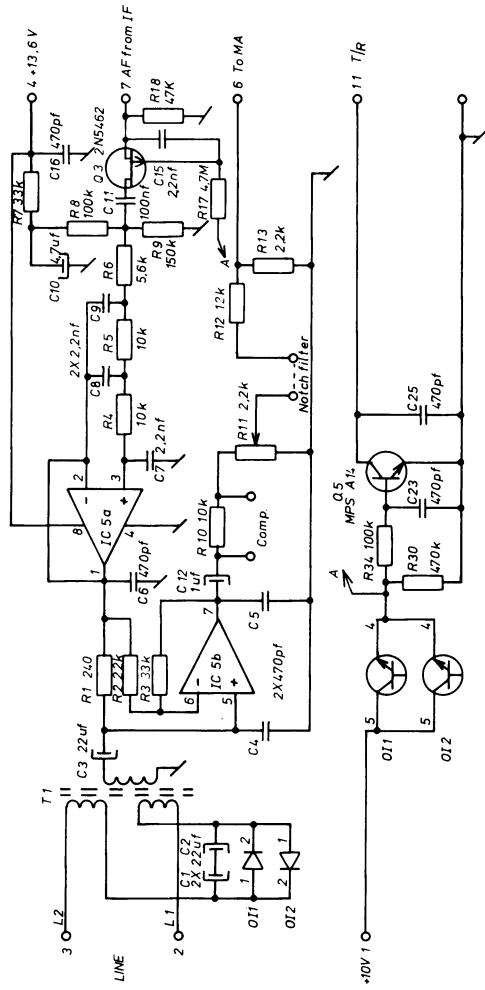 3
L2
LINE
2
L1
T1
C3
22uf
R1 240
R2 22k
R3 33k
C1
C2
2X 22uf
1
2
OI1
2
1
OI2
6
5
IC 5b
7
C4
C5
2X470pf
C12
1uf
C6
470pf
1
8
2
3
4
IC 5a
C7
2,2nf
R4
10k
C8
2X 2,2nf
R5
10k
C9
R6
5,6k
C10
4,7uf
R7 33k
R8
100k
R9
150k
C11
100nf
C16
470pf
4 +13,6 V
Q3
2N5462
7 AF from IF
R18
47K
C15
2,2nf
R17 4,7M
A
6 To MA
R10 10k
Comp.
R11 2,2k
Notch filter
R12 12k
R13
2,2k
+10V 1
5
4
OI1
5
4
OI2
A
R34 100k
R30
470k
C23
470pf
Q5
MPS A14
C25
470pf
11 T/R